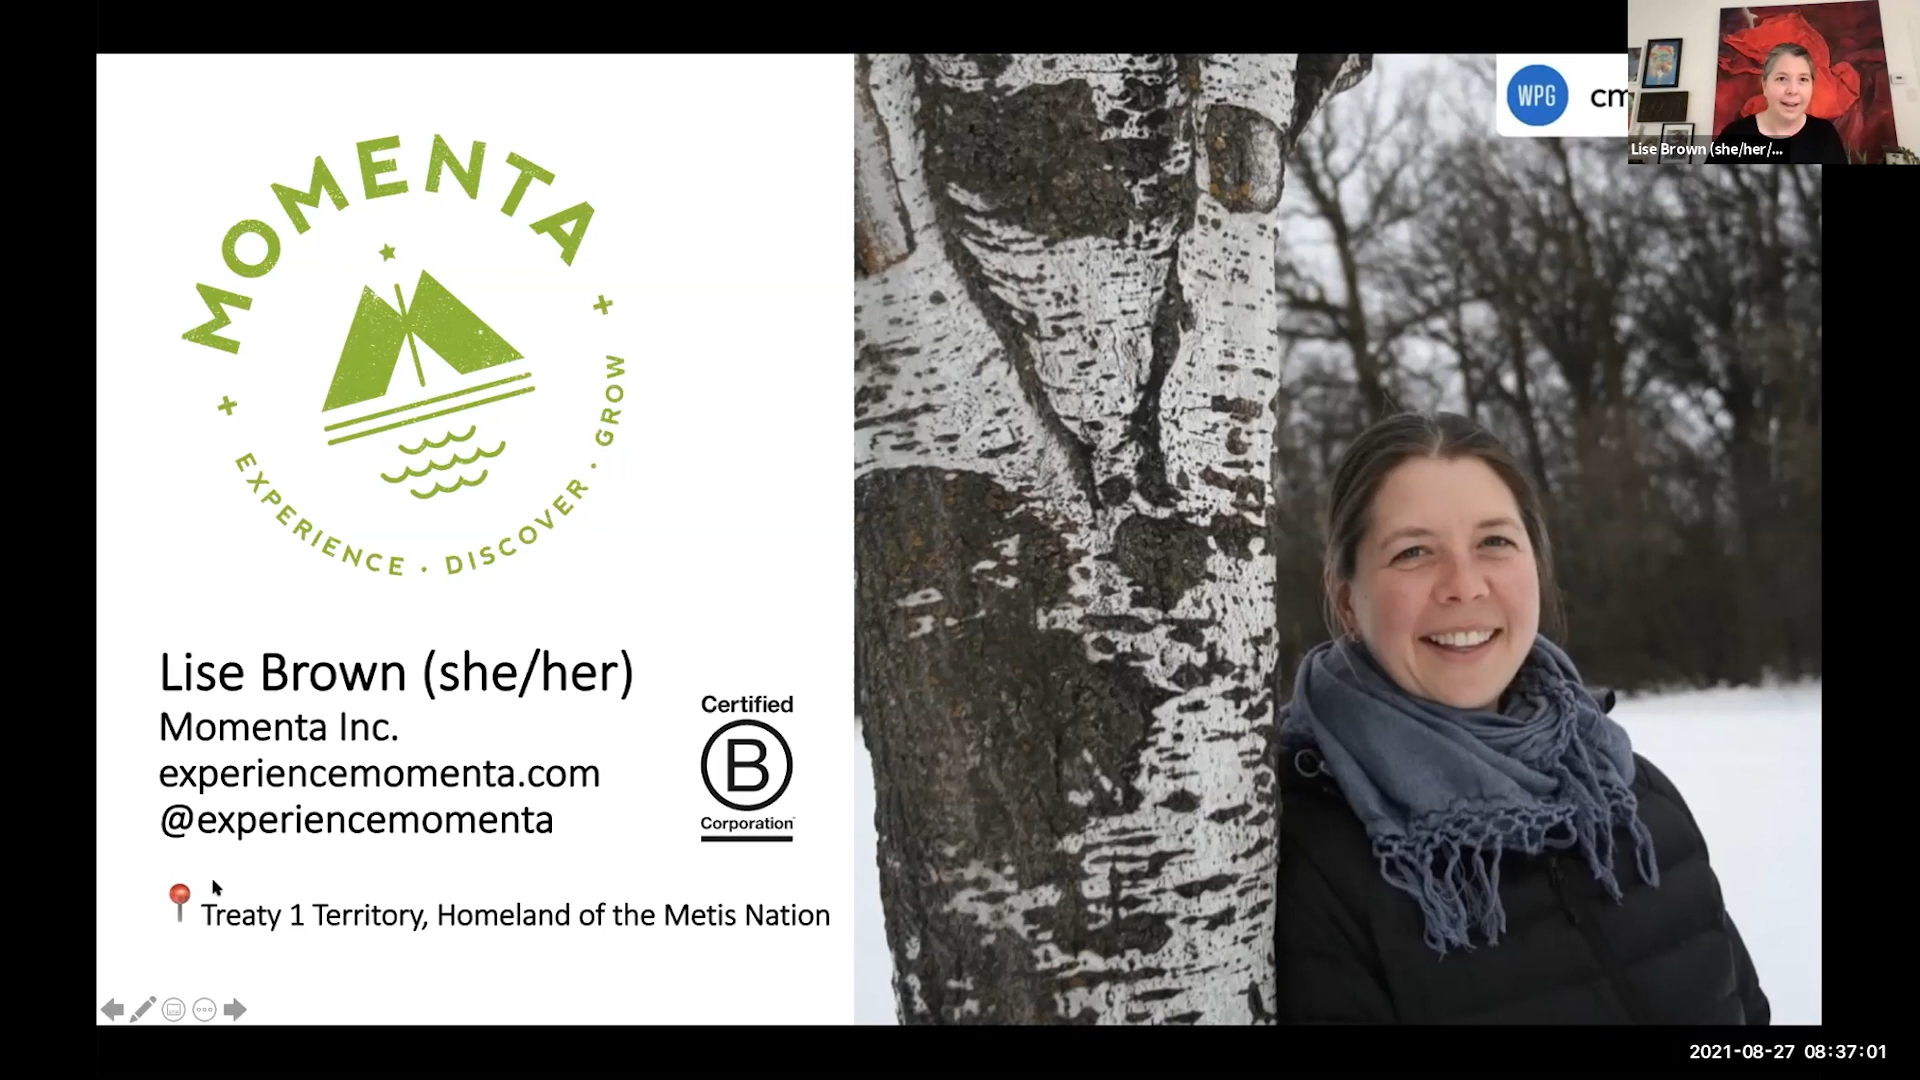 MOMENTA
EXPERIENCE · DISCOVER · GROW
Lise Brown (she/her)
Momenta Inc.
experiencemomenta.com
@experiencemomenta
Certified
B
Corporation
Treaty 1 Territory, Homeland of the Metis Nation
WPG
cm
Lise Brown (she/her/...
2021-08-27 08:37:01